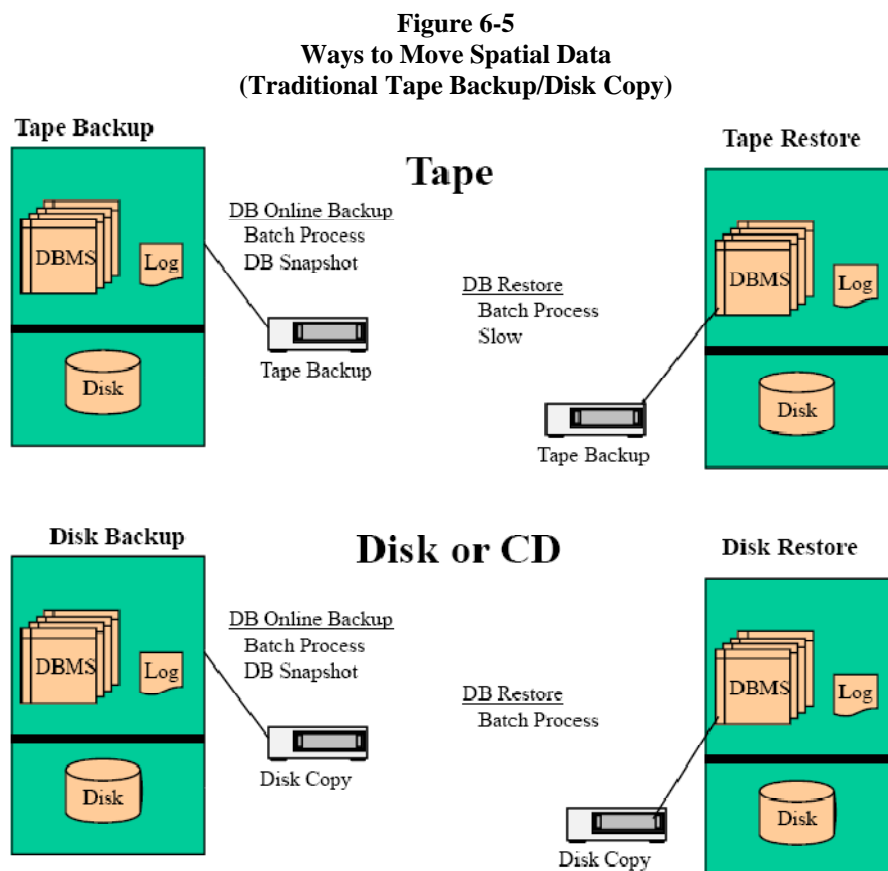 Figure 6-5
Ways to Move Spatial Data
(Traditional Tape Backup/Disk Copy)
Tape Backup
Tape
Tape Restore
DBMS
Log
Disk
DB Online Backup
Batch Process
DB Snapshot
Tape Backup
DB Restore
Batch Process
Slow
Tape Backup
DBMS
Log
Disk
Disk Backup
Disk or CD
Disk Restore
DBMS
Log
Disk
DB Online Backup
Batch Process
DB Snapshot
Disk Copy
DB Restore
Batch Process
Disk Copy
DBMS
Log
Disk